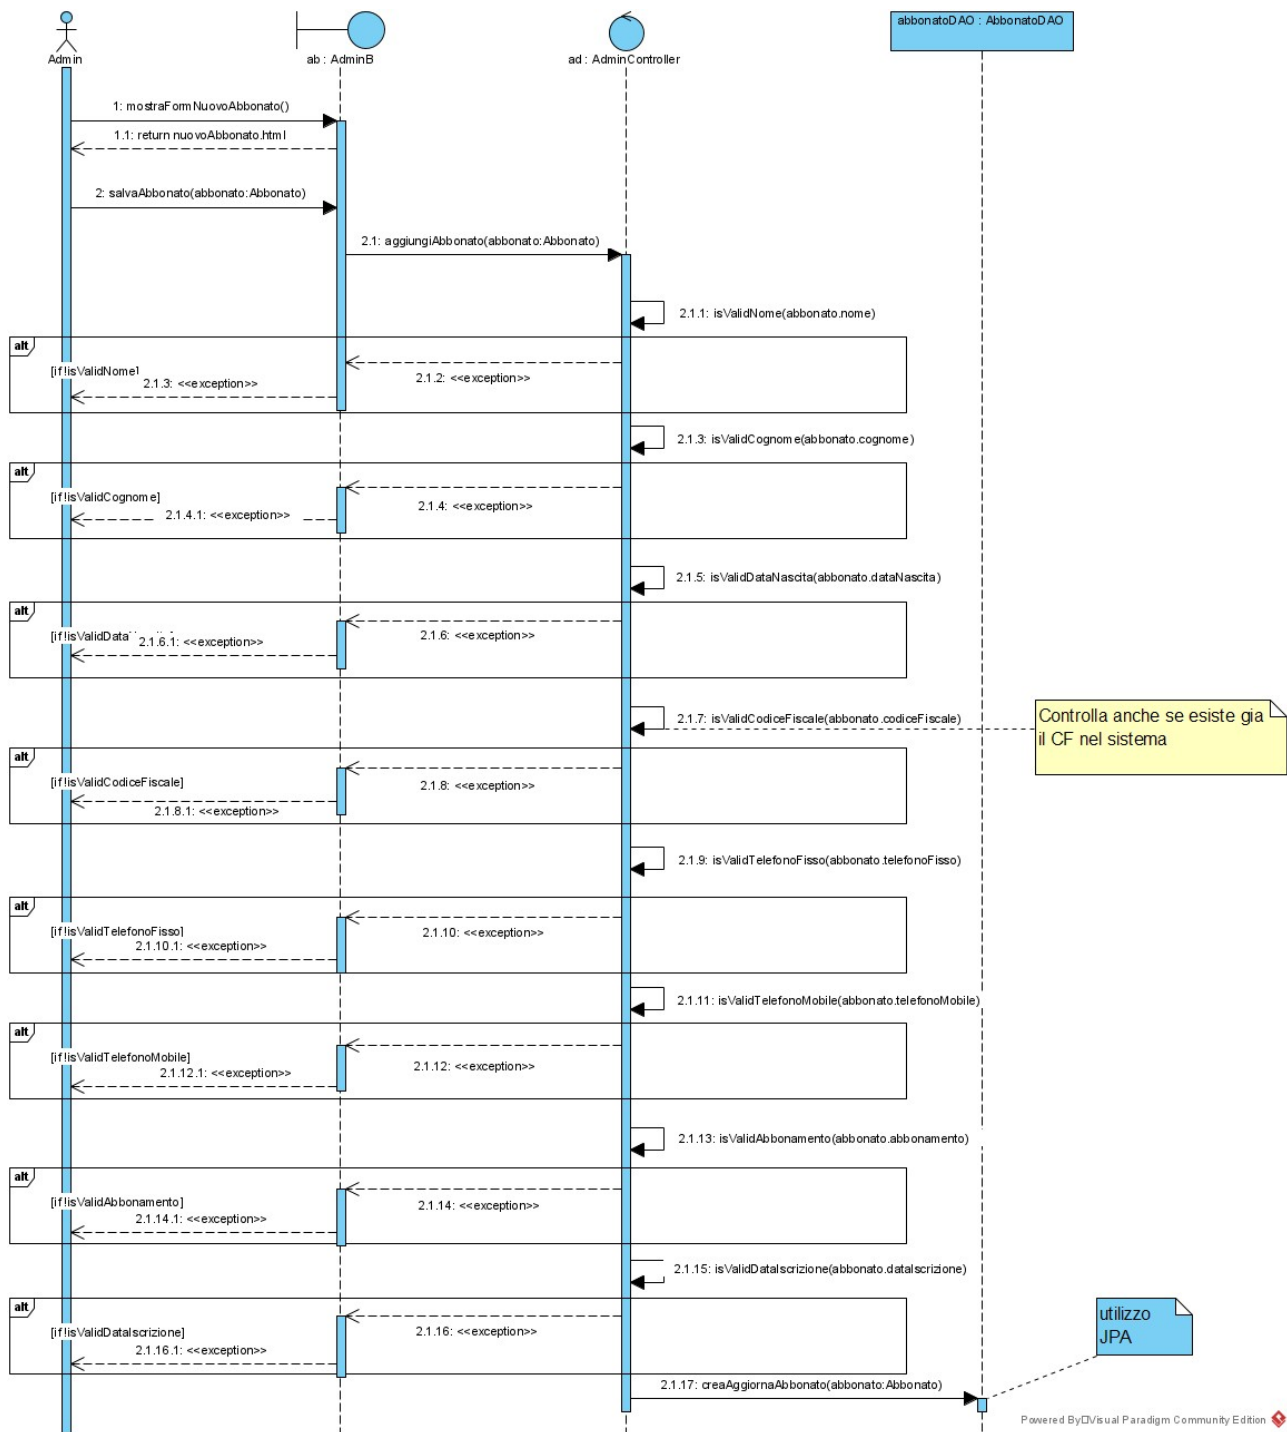 Admin
ab : AdminB
ad : AdminController
abbonatoDAO : AbbonatoDAO
1: mostraFormNuovoAbbonato()
1.1: return nuovoAbbonato.html
2: salvaAbbonato(abbonato:Abbonato)
2.1: aggiungiAbbonato(abbonato:Abbonato)
2.1.1: isValidNome(abbonato.nome)
alt
[if!isValidNome]
2.1.2: <<exception>>
2.1.3: <<exception>>
2.1.3: isValidCognome(abbonato.cognome)
alt
[if!isValidCognome]
2.1.4: <<exception>>
2.1.4.1: <<exception>>
2.1.5: isValidDataNascita(abbonato.dataNascita)
alt
2.1.6: <<exception>>
[if!isValidData
2.1.6.1: <<exception>>
2.1.7: isValidCodiceFiscale(abbonato.codiceFiscale)
Controlla anche se esiste gia
il CF nel sistema
alt
[if!isValidCodiceFiscale]
2.1.8: <<exception>>
2.1.8.1: <<exception>>
2.1.9: isValidTelefonoFisso(abbonato.telefonoFisso)
alt
[if!isValidTelefonoFisso]
2.1.10: <<exception>>
2.1.10.1: <<exception>>
2.1.11: isValidTelefonoMobile(abbonato.telefonoMobile)
alt
[if!isValidTelefonoMobile]
2.1.12: <<exception>>
2.1.12.1: <<exception>>
2.1.13: isValidAbbonamento(abbonato.abbonamento)
alt
[if!isValidAbbonamento]
2.1.14: <<exception>>
2.1.14.1: <<exception>>
2.1.15: isValidDataIscrizione(abbonato.dataIscrizione)
alt
[if!isValidDataIscrizione]
2.1.16: <<exception>>
2.1.16.1: <<exception>>
utilizzo
JPA
2.1.17: creaAggiornaAbbonato(abbonato:Abbonato)
Powered By□Visual Paradigm Community Edition